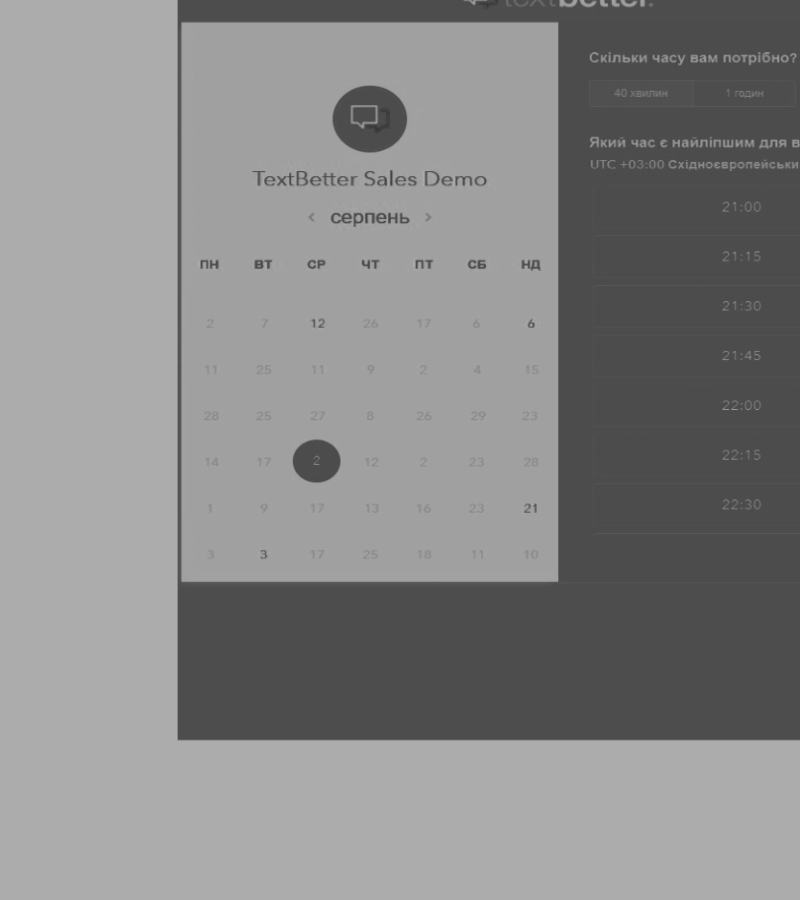 textbetter.
TextBetter Sales Demo
< серпень >
ПН ВТ СР ЧТ ПТ СБ НД
2 7 12 26 17 6 6
11 25 11 9 2 4 15
28 25 27 8 26 29 23
14 17 2 12 2 23 28
1 9 17 13 16 23 21
3 3 17 25 18 11 10
Скільки часу вам потрібно?
40 хвилин 1 годин
Який час є найліпшим для в
UTC +03:00 Східноєвропейськи
21:00
21:15
21:30
21:45
22:00
22:15
22:30